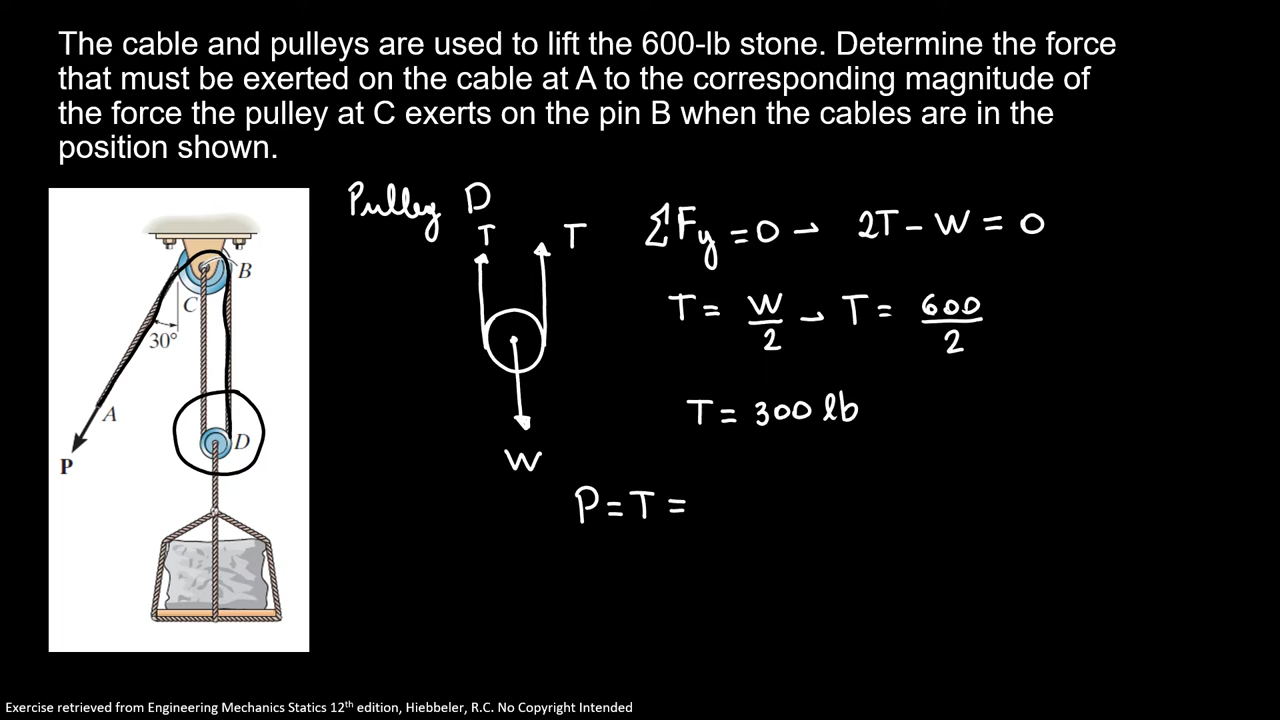 The cable and pulleys are used to lift the 600-lb stone. Determine the force
that must be exerted on the cable at A to the corresponding magnitude of
the force the pulley at C exerts on the pin B when the cables are in the
position shown.
Pulley D
T T
W
ΣFy = 0 → 2T - W = 0
T = W/2 → T = 600/2
T = 300 lb
P = T =
B
C
30°
A
D
P
Exercise retrieved from Engineering Mechanics Statics 12th edition, Hiebbeler, R.C. No Copyright Intended